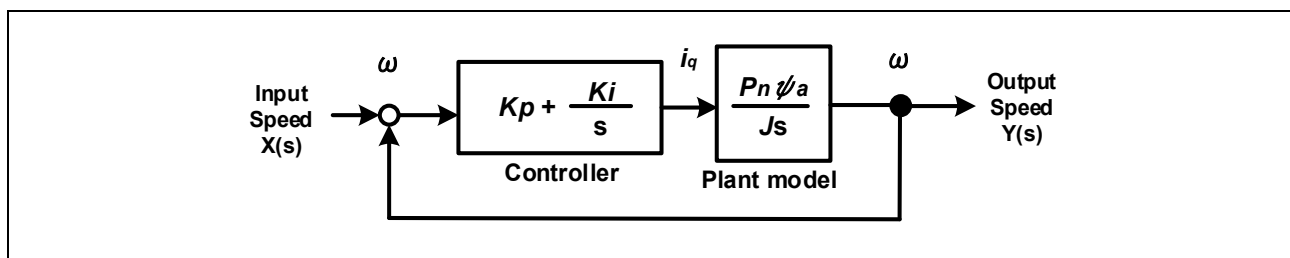 ω
Input
Speed
X(s)
Kp + Ki
s
Controller
iq
Pn ψa
Js
Plant model
ω
Output
Speed
Y(s)